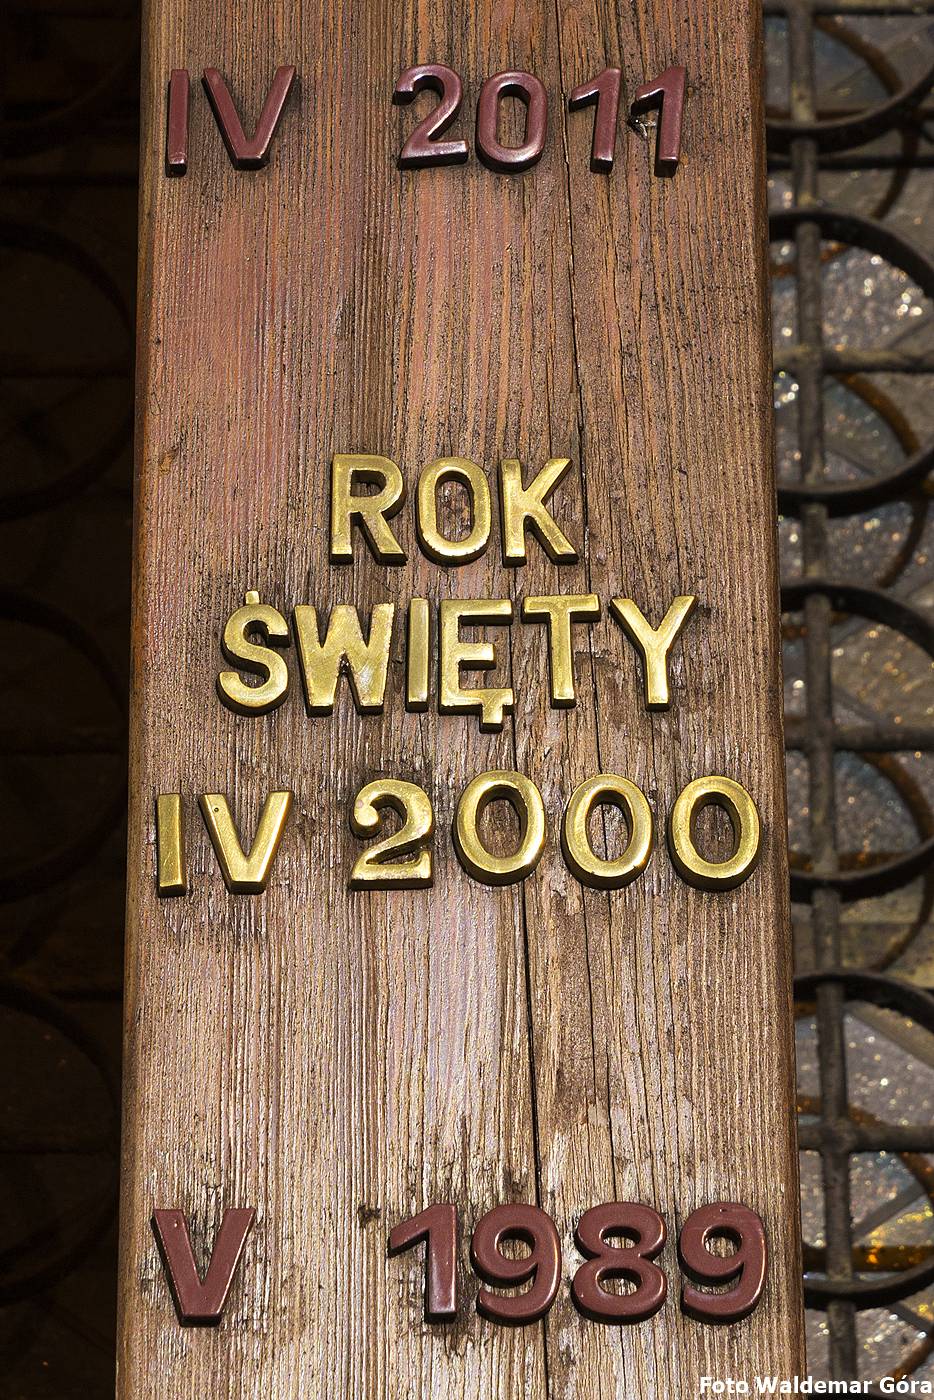 IV 2011
ROK
ŚWIĘTY
IV 2000
V 1989
Foto Waldemar Góra